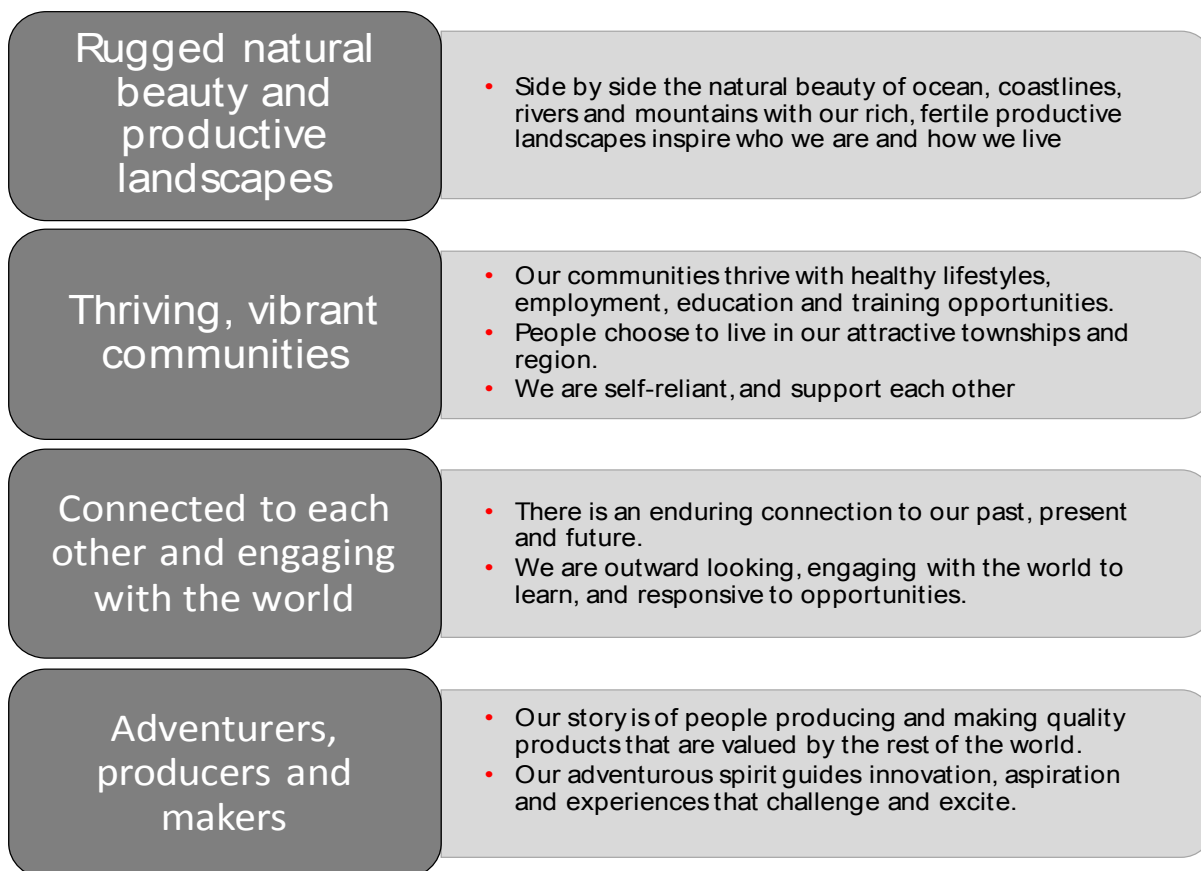 Rugged natural
beauty and
productive
landscapes
• Side by side the natural beauty of ocean, coastlines,
rivers and mountains with our rich, fertile productive
landscapes inspire who we are and how we live
Thriving, vibrant
communities
• Our communities thrive with healthy lifestyles,
employment, education and training opportunities.
• People choose to live in our attractive townships and
region.
• We are self-reliant, and support each other
Connected to each
other and engaging
with the world
• There is an enduring connection to our past, present
and future.
• We are outward looking, engaging with the world to
learn, and responsive to opportunities.
Adventurers,
producers and
makers
• Our story is of people producing and making quality
products that are valued by the rest of the world.
• Our adventurous spirit guides innovation, aspiration
and experiences that challenge and excite.